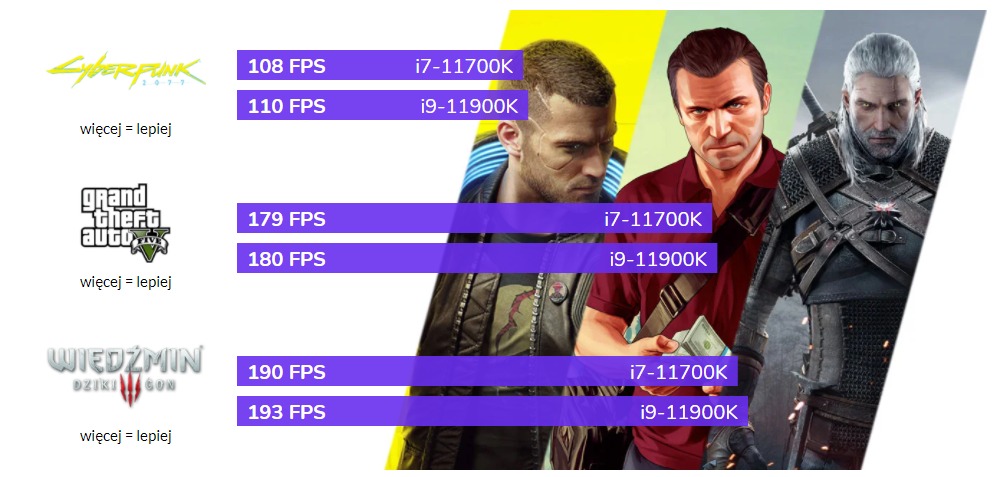 CYBERPUNK
2077
108 FPS i7-11700K
110 FPS i9-11900K
więcej = lepiej
grand
theft
auto
FIVE
179 FPS i7-11700K
180 FPS i9-11900K
więcej = lepiej
WIEDŹMIN
DZIKI GON
190 FPS i7-11700K
193 FPS i9-11900K
więcej = lepiej